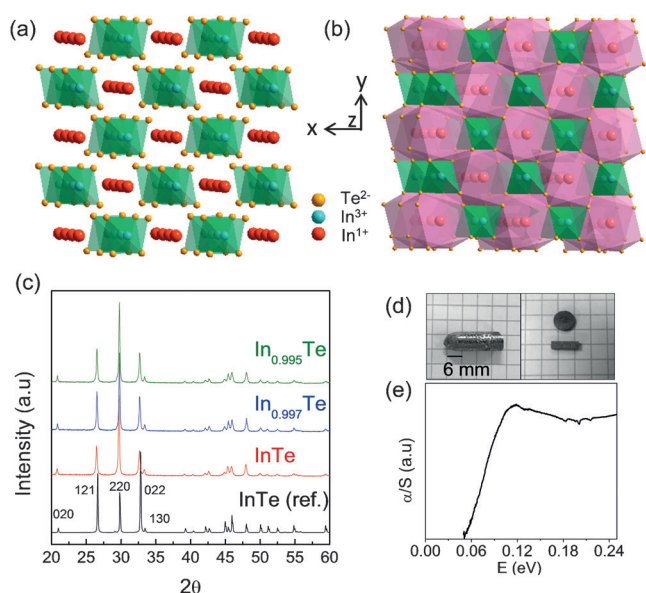 (a)
(b)
y
x z
Te2-
In3+
In1+
(c)
Intensity (a.u)
In0.995Te
In0.997Te
InTe
InTe (ref.)
020
121
220
022
130
20 25 30 35 40 45 50 55 60
2θ
(d)
6 mm
(e)
α/S (a.u)
0.00 0.06 0.12 0.18 0.24
E (eV)